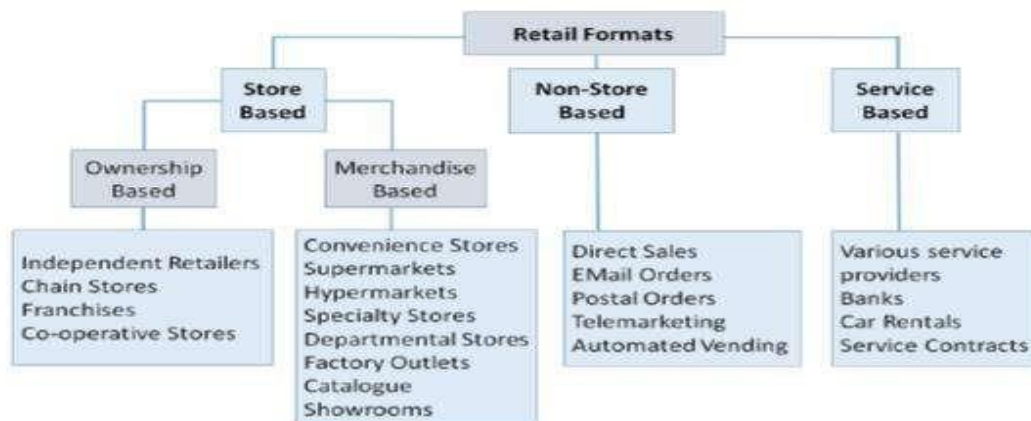 Retail Formats
Store
Based
Non-Store
Based
Service
Based
Ownership
Based
Merchandise
Based
Independent Retailers
Chain Stores
Franchises
Co-operative Stores
Convenience Stores
Supermarkets
Hypermarkets
Specialty Stores
Departmental Stores
Factory Outlets
Catalogue
Showrooms
Direct Sales
EMail Orders
Postal Orders
Telemarketing
Automated Vending
Various service
providers
Banks
Car Rentals
Service Contracts